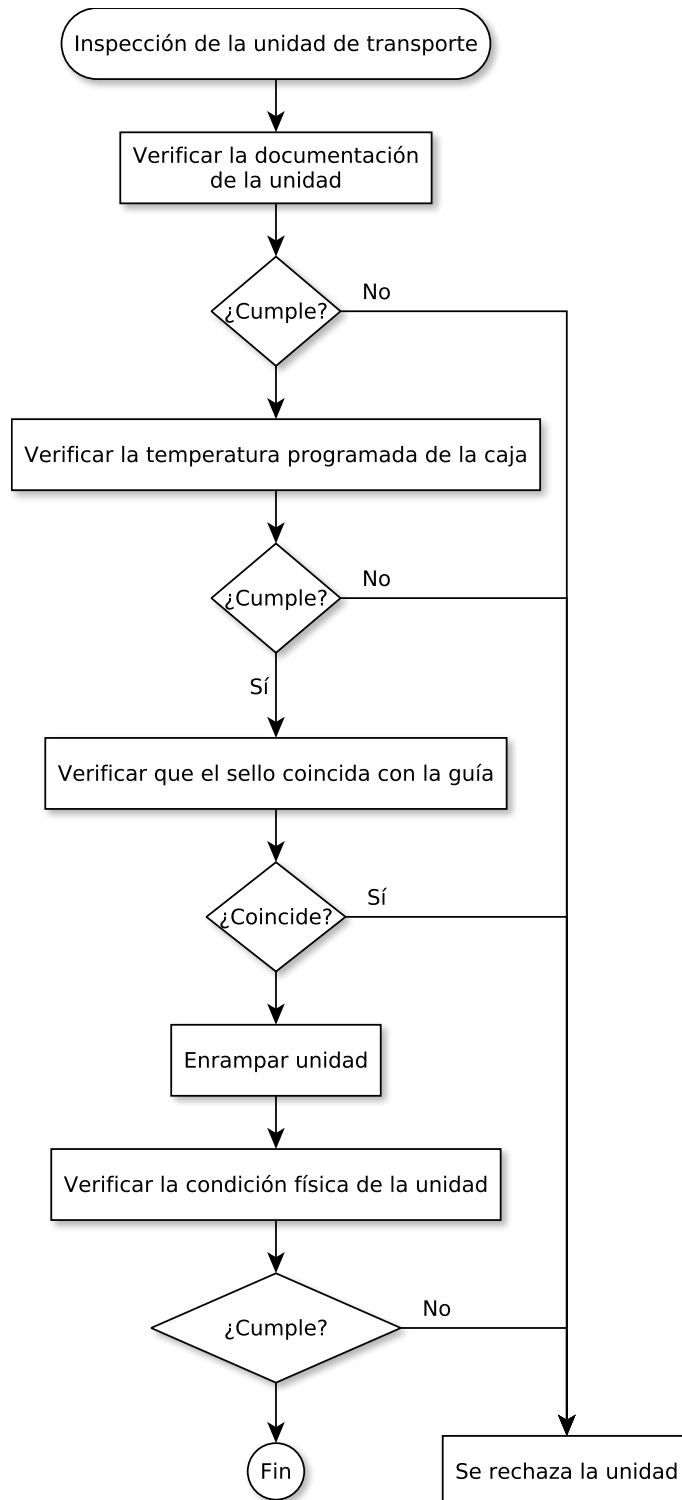 Inspección de la unidad de transporte
Verificar la documentación
de la unidad
¿Cumple?
No
Verificar la temperatura programada de la caja
¿Cumple?
No
Sí
Verificar que el sello coincida con la guía
¿Coincide?
Sí
Enrampar unidad
Verificar la condición física de la unidad
¿Cumple?
No
Fin
Se rechaza la unidad